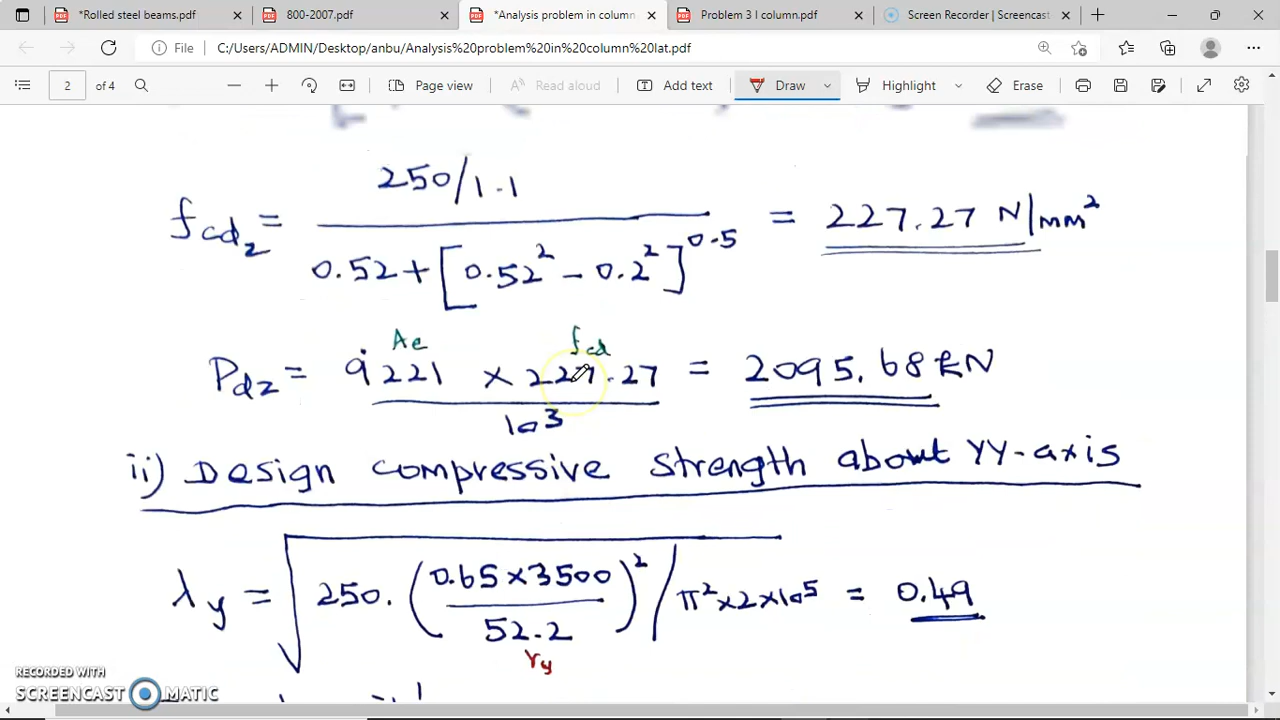 *Rolled steel beams.pdf × 800-2007.pdf × *Analysis problem in column × Problem 3 I column.pdf × Screen Recorder | Screencast ×
File C:/Users/ADMIN/Desktop/anbu/Analysis%20problem%20in%20column%20lat.pdf
2 of 4 Page view Read aloud Add text Draw Highlight Erase
250/1.1
fcdz = = 227.27 N/mm²
0.52 + [0.52² - 0.2²]^0.5
Ae fcd
Pdz = 9221 × 227.27 = 2095.68 kN
10³
ii) Design compressive strength about YY-axis
λy = √ 250. (0.65×3500 / 52.2)² / π²×2×10⁵ = 0.49
ry
RECORDED WITH
SCREENCAST MATIC